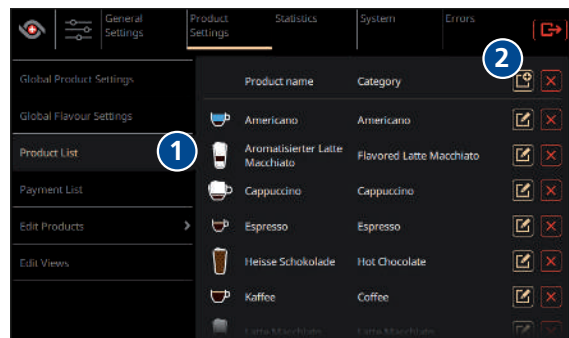 General Settings
Product Settings
Statistics
System
Errors
2
Global Product Settings
Product name
Category
Global Flavour Settings
Americano
Americano
Product List
1
Aromatisierter Latte
Macchiato
Flavored Latte Macchiato
Payment List
Cappuccino
Cappuccino
Edit Products
Espresso
Espresso
Edit Views
Heisse Schokolade
Hot Chocolate
Kaffee
Coffee
Latte Macchiato
Latte Macchiato